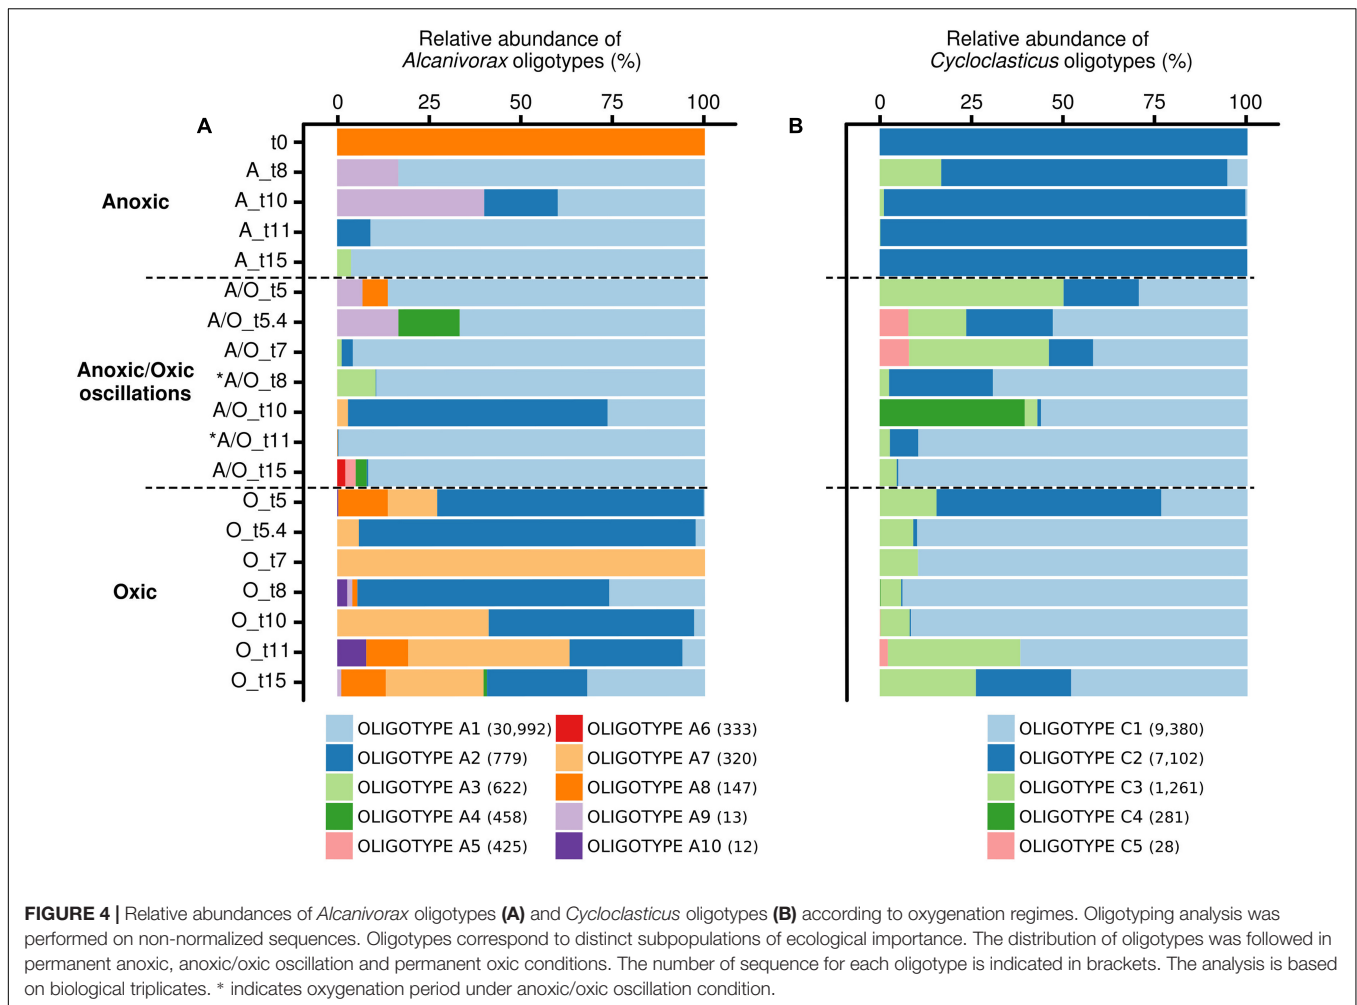 Relative abundance of
Alcanivorax oligotypes (%)
Relative abundance of
Cycloclasticus oligotypes (%)
0 25 50 75 100
0 25 50 75 100
A
B
t0
A_t8
Anoxic
A_t10
A_t11
A_t15
A/O_t5
A/O_t5.4
A/O_t7
Anoxic/Oxic
oscillations
*A/O_t8
A/O_t10
*A/O_t11
A/O_t15
O_t5
O_t5.4
O_t7
Oxic
O_t8
O_t10
O_t11
O_t15
OLIGOTYPE A1 (30,992)
OLIGOTYPE A2 (779)
OLIGOTYPE A3 (622)
OLIGOTYPE A4 (458)
OLIGOTYPE A5 (425)
OLIGOTYPE A6 (333)
OLIGOTYPE A7 (320)
OLIGOTYPE A8 (147)
OLIGOTYPE A9 (13)
OLIGOTYPE A10 (12)
OLIGOTYPE C1 (9,380)
OLIGOTYPE C2 (7,102)
OLIGOTYPE C3 (1,261)
OLIGOTYPE C4 (281)
OLIGOTYPE C5 (28)
FIGURE 4 | Relative abundances of Alcanivorax oligotypes (A) and Cycloclasticus oligotypes (B) according to oxygenation regimes. Oligotyping analysis was
performed on non-normalized sequences. Oligotypes correspond to distinct subpopulations of ecological importance. The distribution of oligotypes was followed in
permanent anoxic, anoxic/oxic oscillation and permanent oxic conditions. The number of sequence for each oligotype is indicated in brackets. The analysis is based
on biological triplicates. * indicates oxygenation period under anoxic/oxic oscillation condition.